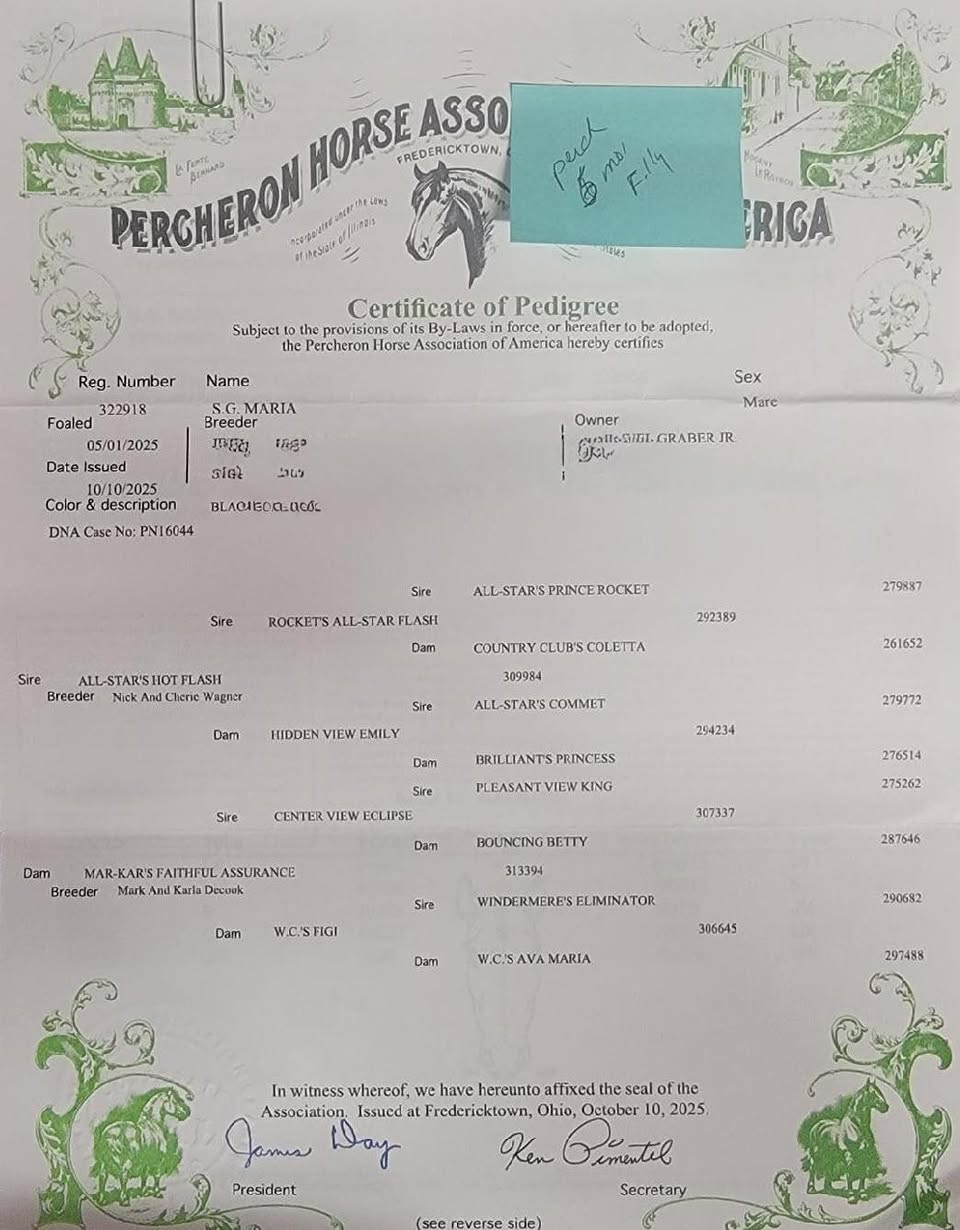 PERCHERON HORSE ASSO
RICA
FREDERICKTOWN,
Incorporated under the Laws
of the State of Illinois
La Ferte
Bernard
perch
5 mo.
Filly
Certificate of Pedigree
Subject to the provisions of its By-Laws in force, or hereafter to be adopted,
the Percheron Horse Association of America hereby certifies
Reg. Number Name Sex
322918 S.G. MARIA Mare
Foaled Breeder Owner
05/01/2025 GRABER JR.
Date Issued
10/10/2025
Color & description
DNA Case No: PN16044
Sire ALL-STAR'S PRINCE ROCKET 279887
Sire ROCKET'S ALL-STAR FLASH 292389
Dam COUNTRY CLUB'S COLETTA 261652
Sire ALL-STAR'S HOT FLASH 309984
Breeder Nick And Cherie Wagner
Sire ALL-STAR'S COMMET 279772
Dam HIDDEN VIEW EMILY 294234
Dam BRILLIANT'S PRINCESS 276514
Sire PLEASANT VIEW KING 275262
Sire CENTER VIEW ECLIPSE 307337
Dam BOUNCING BETTY 287646
Dam MAR-KAR'S FAITHFUL ASSURANCE 313394
Breeder Mark And Karla Decook
Sire WINDERMERE'S ELIMINATOR 290682
Dam W.C.'S FIGI 306645
Dam W.C.'S AVA MARIA 297488
In witness whereof, we have hereunto affixed the seal of the
Association. Issued at Fredericktown, Ohio, October 10, 2025.
James Day Ken Pimentel
President Secretary
(see reverse side)